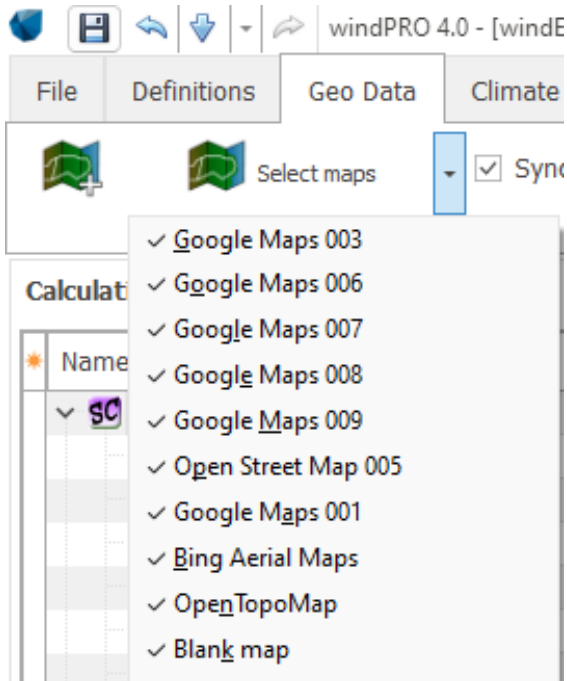 windPRO 4.0 - [windE
File Definitions Geo Data Climate
Select maps Sync
Google Maps 003
Calculati
Google Maps 006
Google Maps 007
Name
Google Maps 008
SC
Google Maps 009
Open Street Map 005
Google Maps 001
Bing Aerial Maps
OpenTopoMap
Blank map